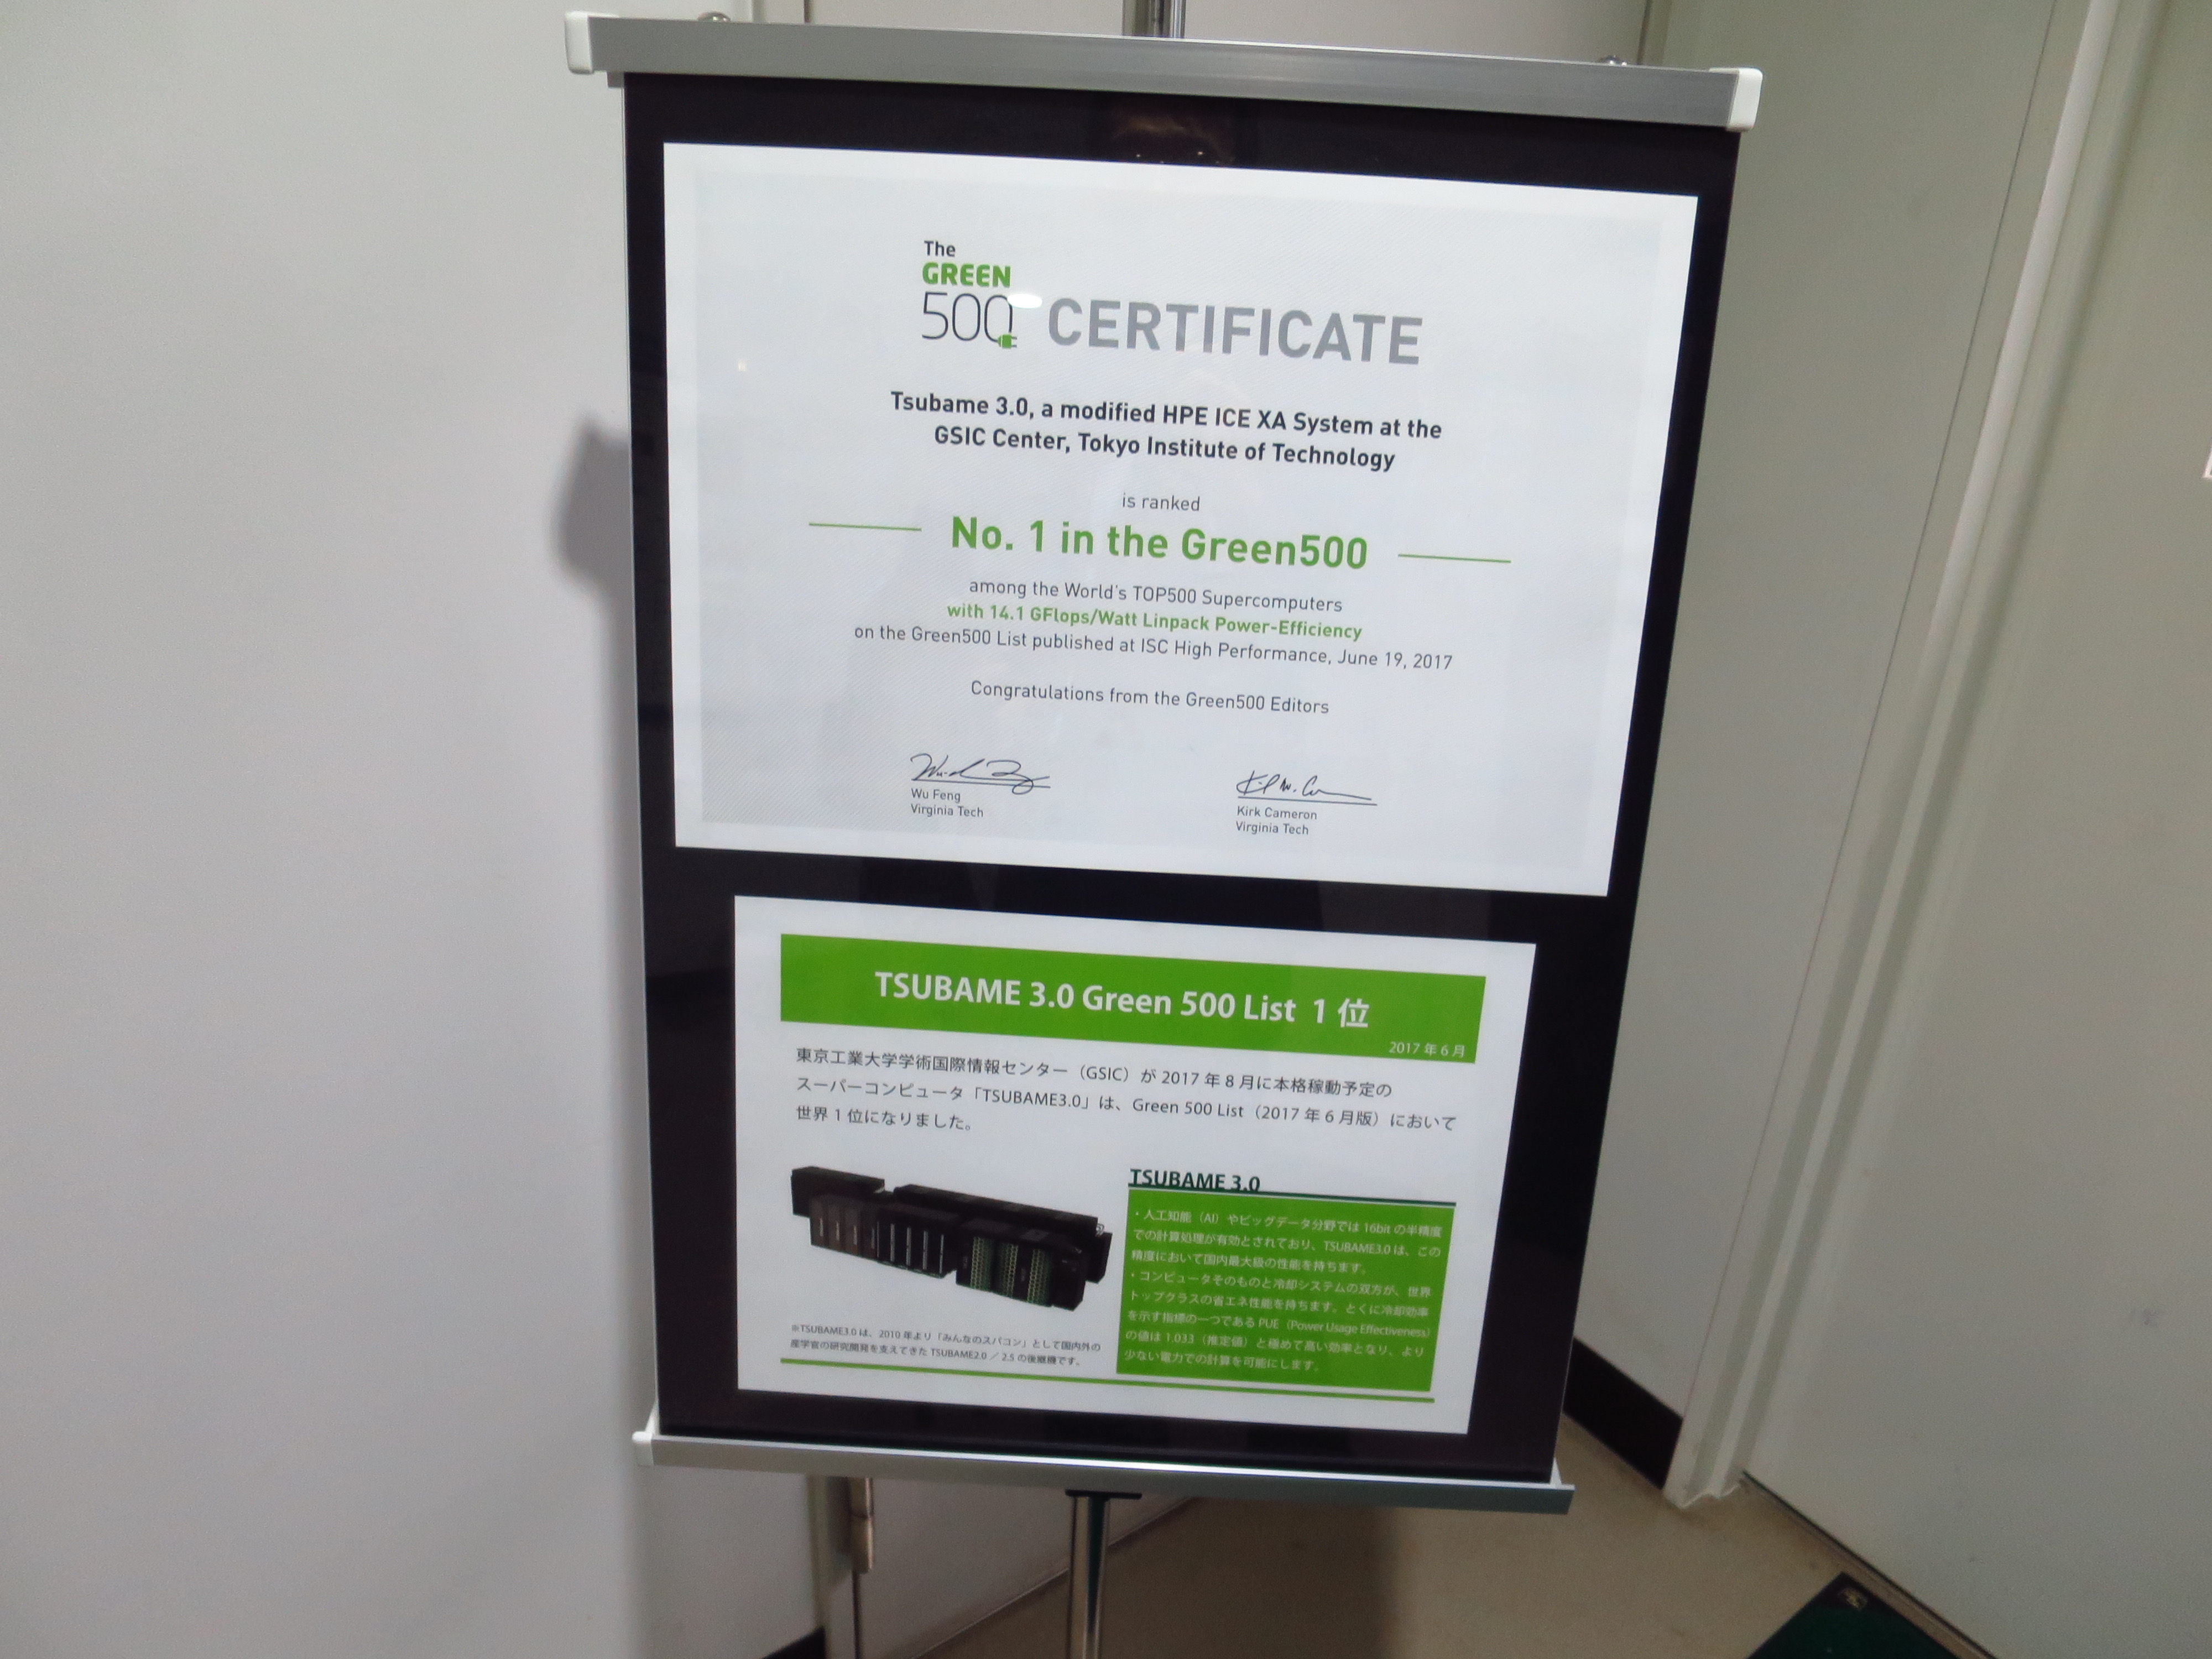 The
GREEN
500 CERTIFICATE
Tsubame 3.0, a modified HPE ICE XA System at the
GSIC Center, Tokyo Institute of Technology
is ranked
No. 1 in the Green500
among the World's TOP500 Supercomputers
with 14.1 GFlops/Watt Linpack Power-Efficiency
on the Green500 List published at ISC High Performance, June 19, 2017
Congratulations from the Green500 Editors
Wu Feng
Virginia Tech
Kirk Cameron
Virginia Tech
TSUBAME 3.0 Green 500 List 1 位
2017 年 6 月
東京工業大学学術国際情報センター（GSIC）が 2017 年 8 月に本格稼動予定の
スーパーコンピュータ「TSUBAME3.0」は、Green 500 List（2017 年 6 月版）において
世界 1 位になりました。
TSUBAME 3.0
・人工知能（AI）やビッグデータ分野では 16bit の半精度
での計算処理が有効とされており、TSUBAME3.0 は、この
精度において国内最大級の性能を持ちます。
・コンピュータそのものと冷却システムの双方が、世界
トップクラスの省エネ性能を持ちます。とくに冷却効率
を示す指標の一つである PUE（Power Usage Effectiveness）
の値は 1.033（推定値）と極めて高い効率となり、より
少ない電力での計算を可能にします。
※TSUBAME3.0 は、2010 年より「みんなのスパコン」として国内外の
産学官の研究開発を支えてきた TSUBAME2.0 ／ 2.5 の後継機です。